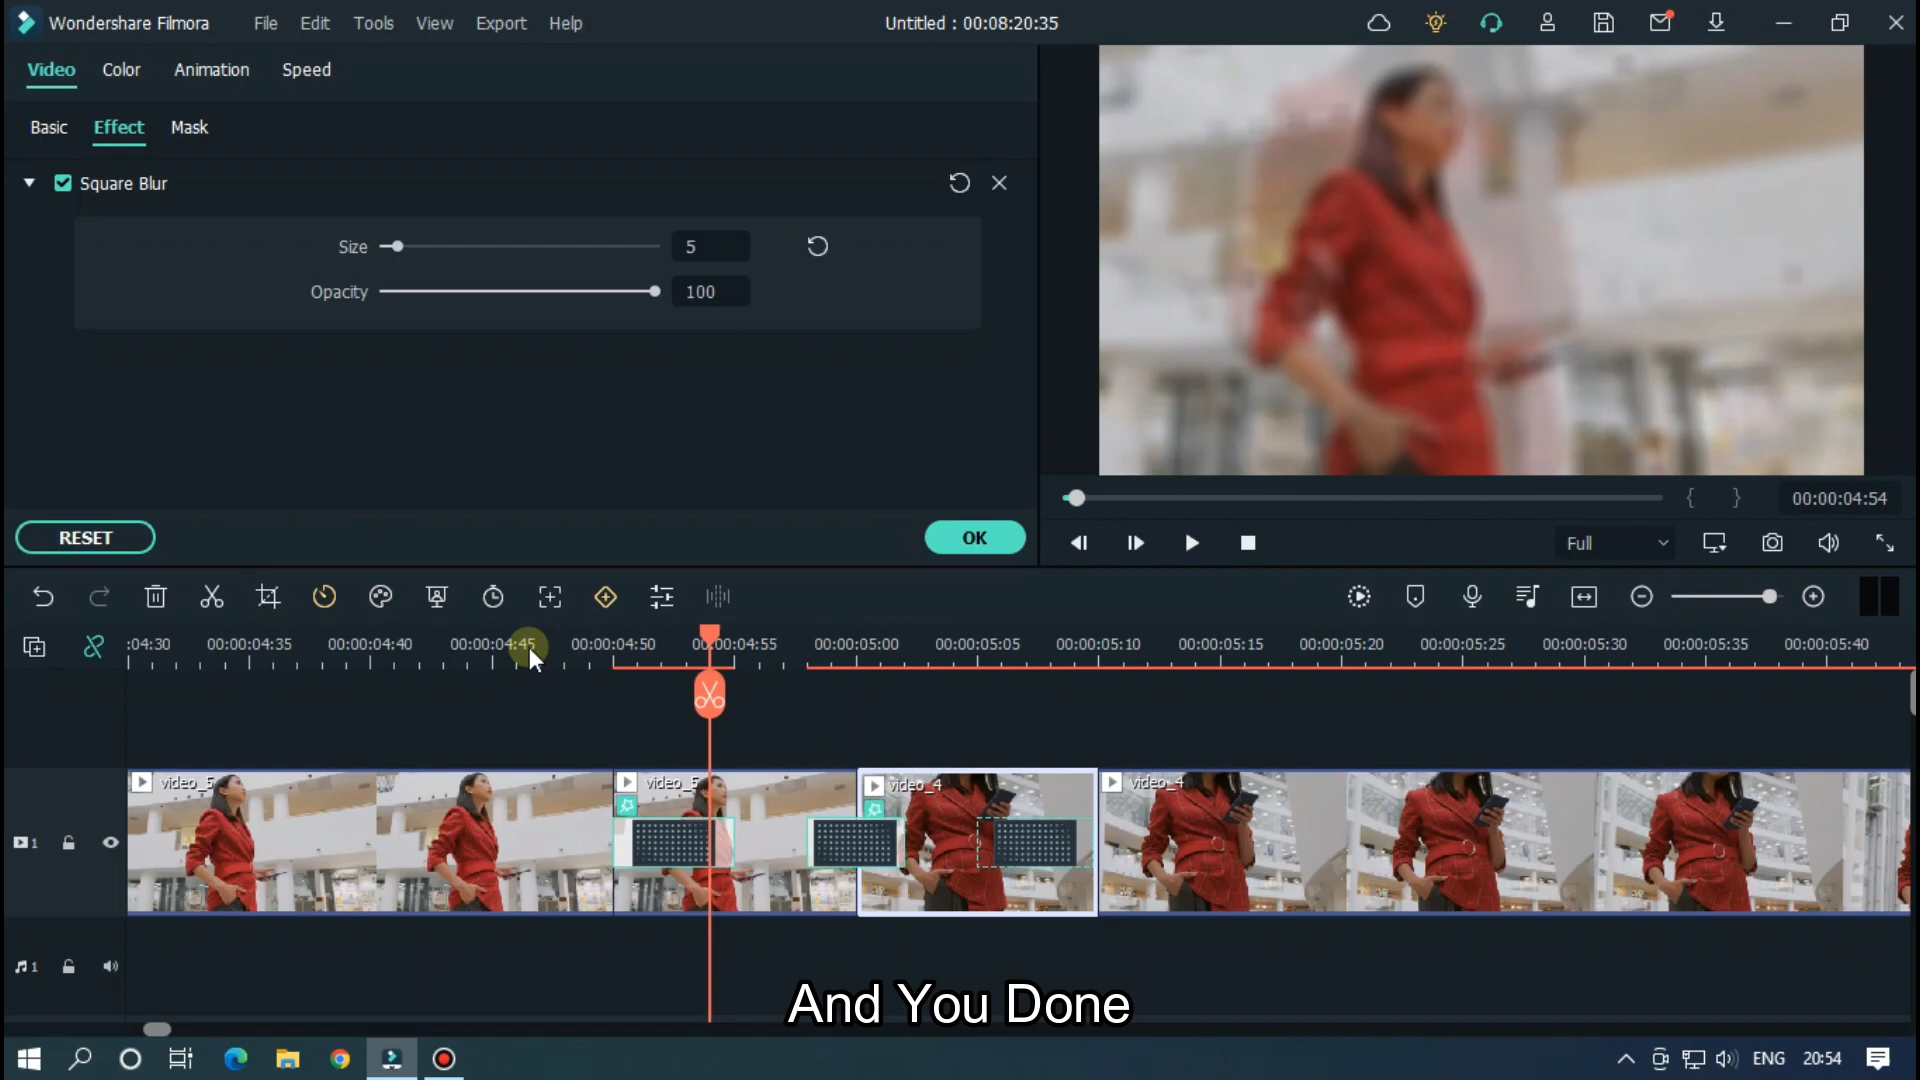 Wondershare Filmora File Edit Tools View Export Help Untitled : 00:08:20:35
Video Color Animation Speed
Basic Effect Mask
Square Blur
Size 5
Opacity 100
RESET OK
00:00:04:54
Full
:04:30 00:00:04:35 00:00:04:40 00:00:04:45 00:00:04:50 00:00:04:55 00:00:05:00 00:00:05:05 00:00:05:10 00:00:05:15 00:00:05:20 00:00:05:25 00:00:05:30 00:00:05:35 00:00:05:40
video_5 video_5 video_4 video_4
1
1
And You Done
ENG 20:54